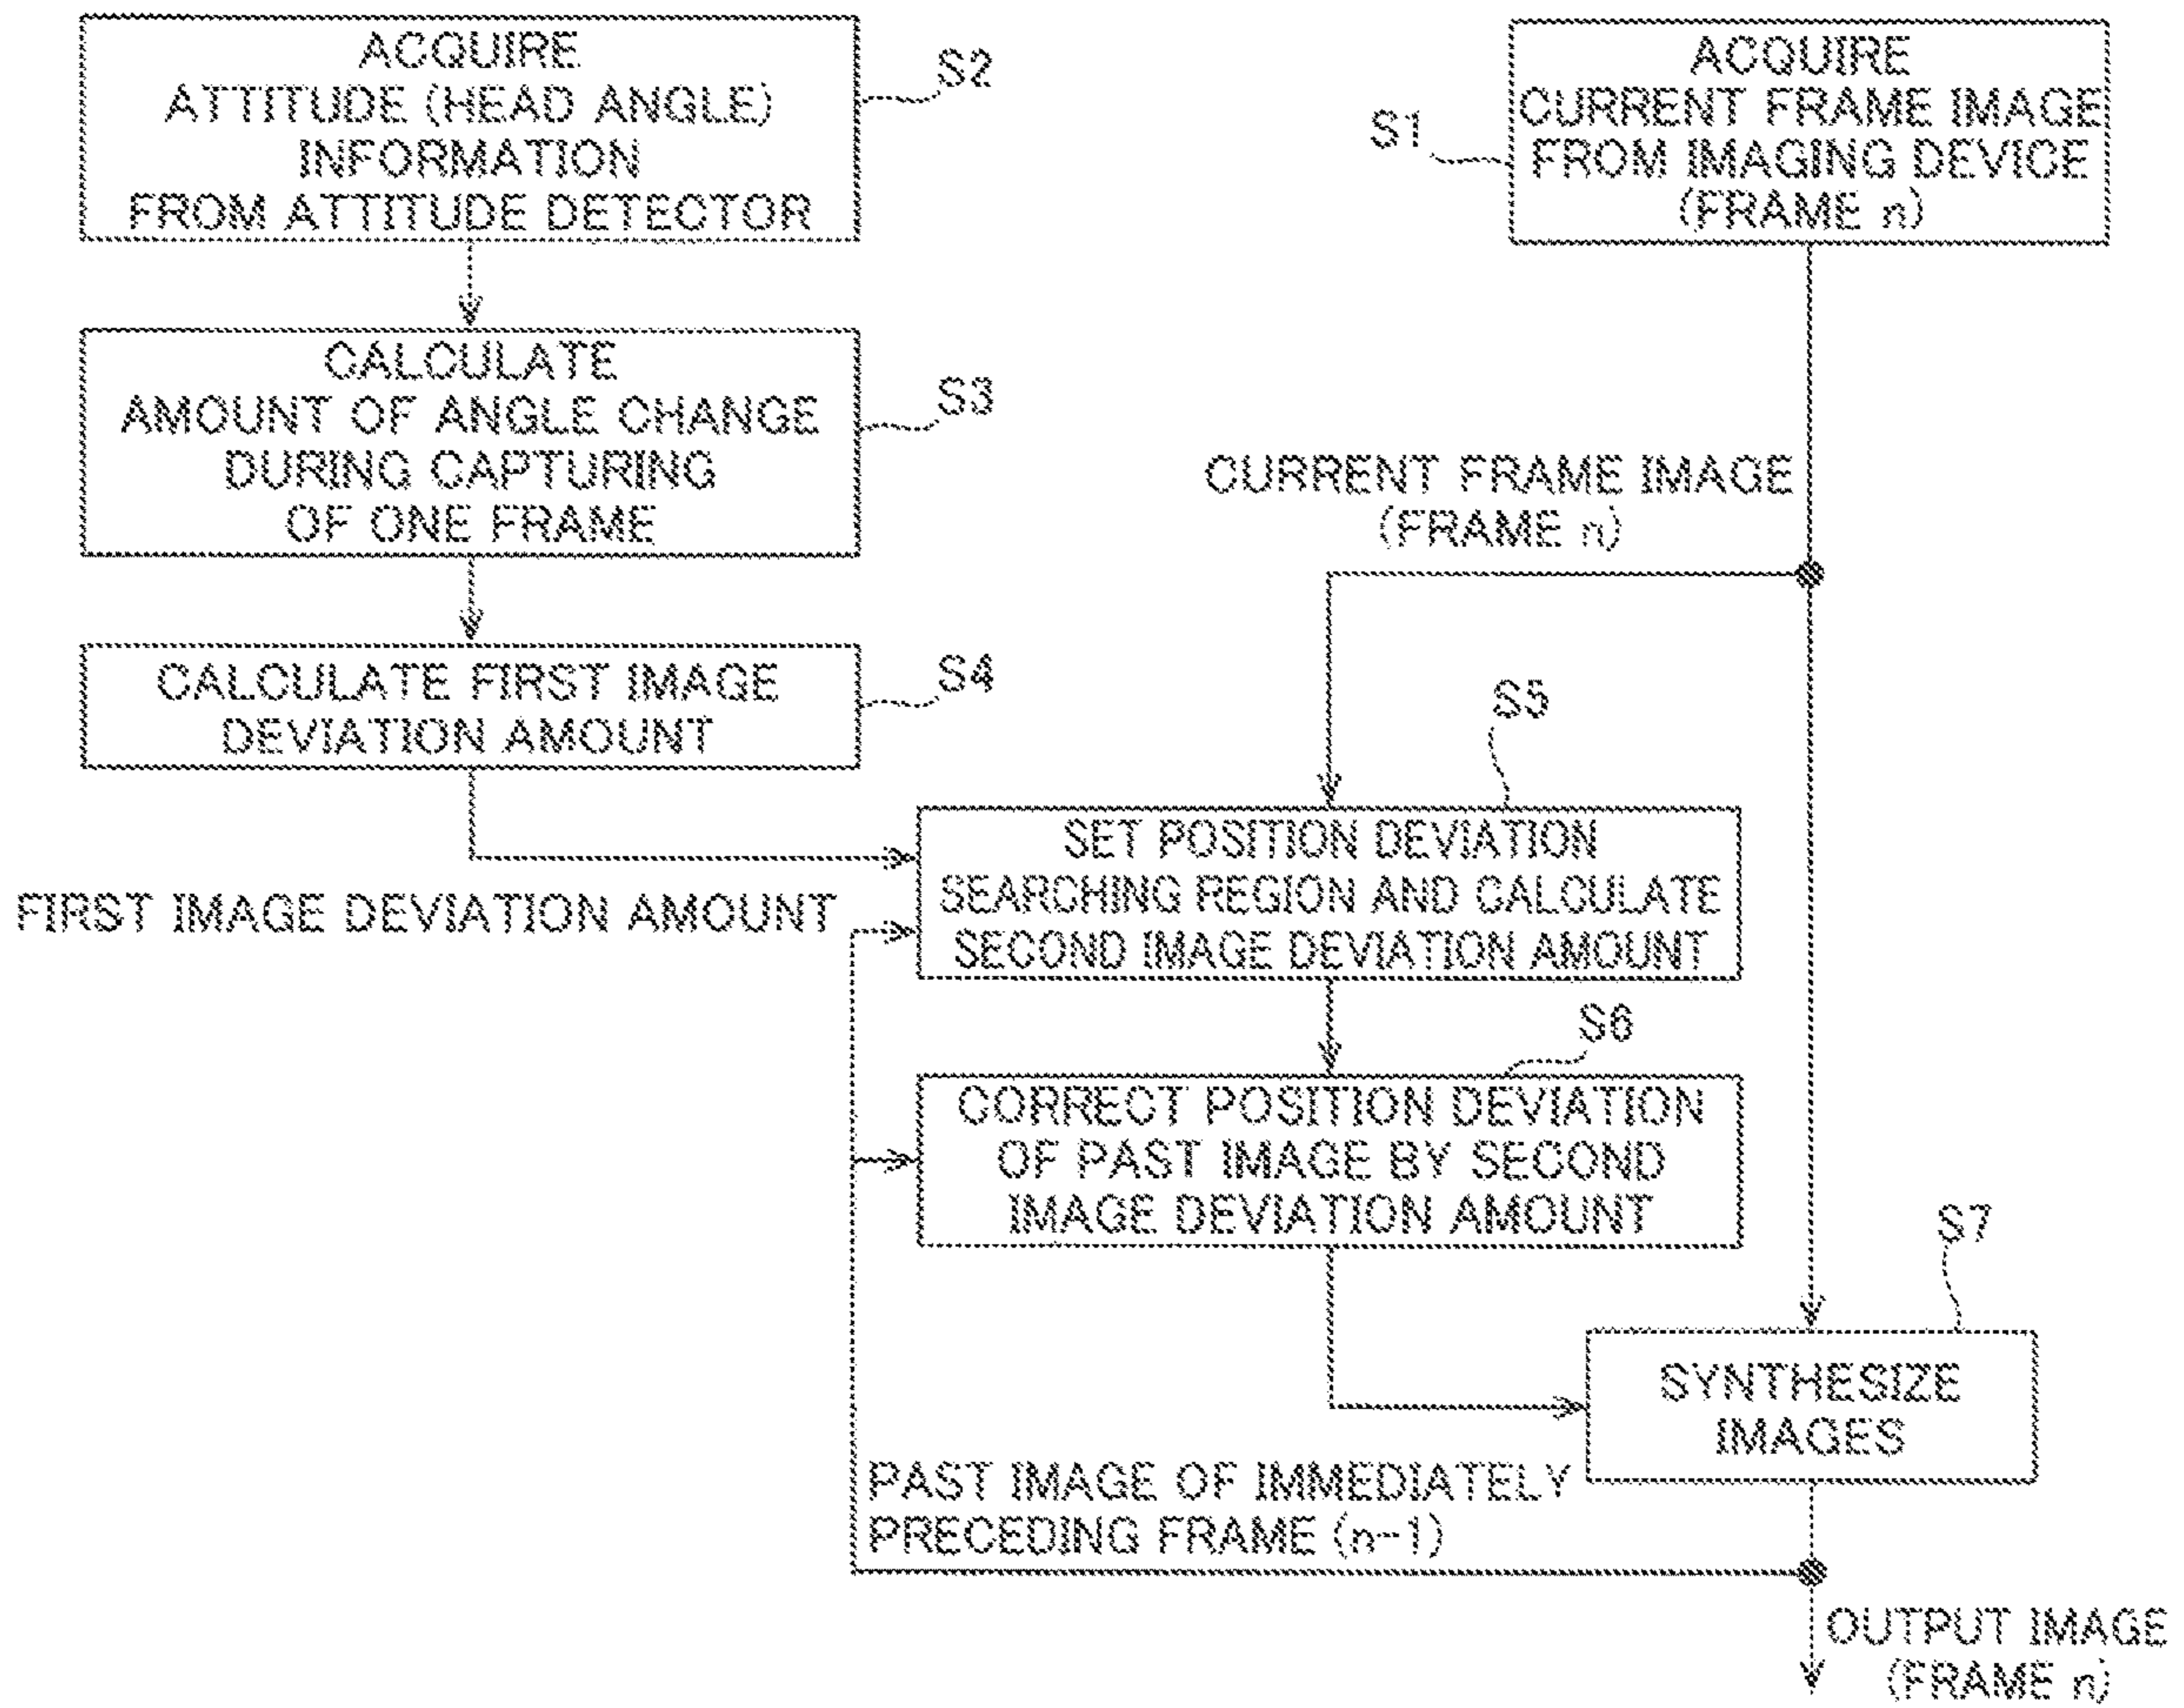 ACQUIRE
ATTITUDE (HEAD ANGLE)
INFORMATION
FROM ATTITUDE DETECTOR
S2
ACQUIRE
CURRENT FRAME IMAGE
FROM IMAGING DEVICE
(FRAME n)
S1
CALCULATE
AMOUNT OF ANGLE CHANGE
DURING CAPTURING
OF ONE FRAME
S3
CURRENT FRAME IMAGE
(FRAME n)
CALCULATE FIRST IMAGE
DEVIATION AMOUNT
S4
S5
FIRST IMAGE DEVIATION AMOUNT
SET POSITION DEVIATION
SEARCHING REGION AND CALCULATE
SECOND IMAGE DEVIATION AMOUNT
S6
CORRECT POSITION DEVIATION
OF PAST IMAGE BY SECOND
IMAGE DEVIATION AMOUNT
S7
SYNTHESIZE
IMAGES
PAST IMAGE OF IMMEDIATELY
PRECEDING FRAME (n-1)
OUTPUT IMAGE
(FRAME n)